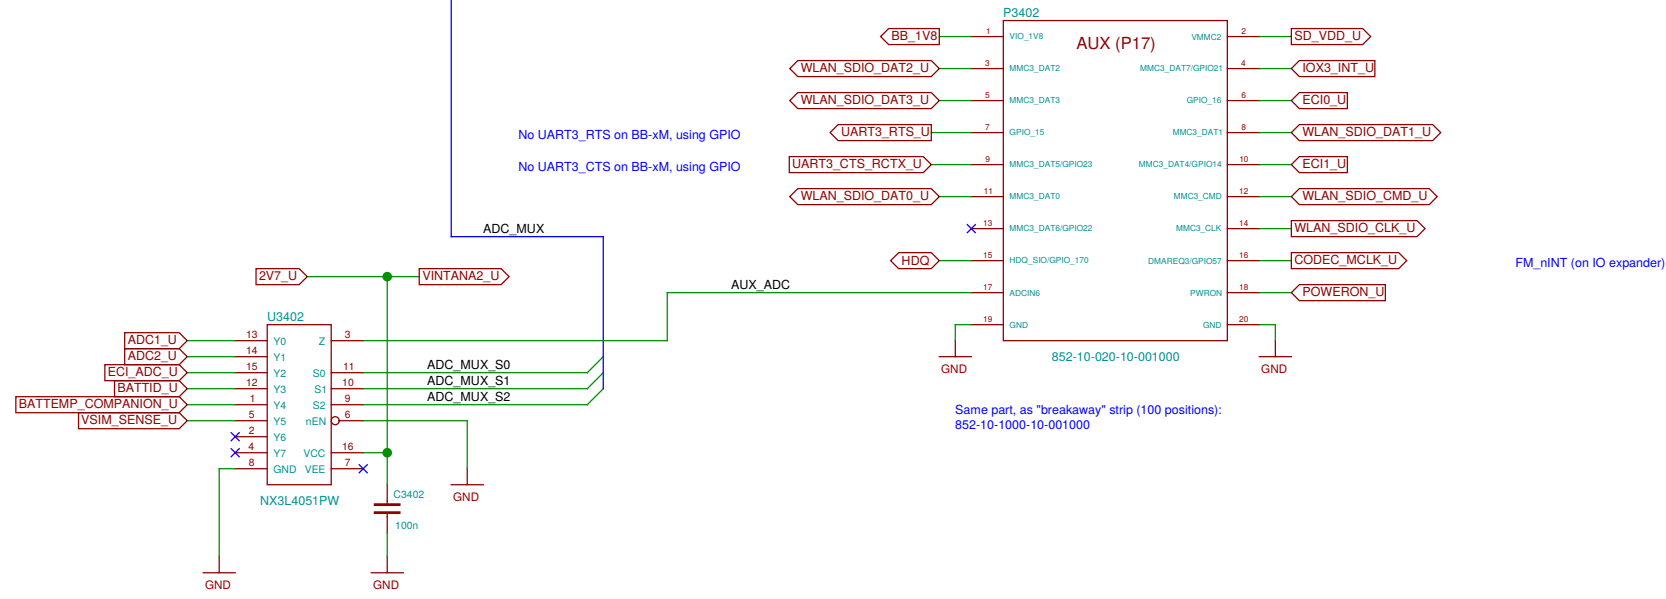 P3402
AUX (P17)
BB_1V8
1
VIO_1V8
VMMC2
2
SD_VDD_U
WLAN_SDIO_DAT2_U
3
MMC3_DAT2
MMC3_DAT7/GPIO21
4
IOX3_INT_U
WLAN_SDIO_DAT3_U
5
MMC3_DAT3
GPIO_16
6
ECI0_U
No UART3_RTS on BB-xM, using GPIO
UART3_RTS_U
7
GPIO_15
MMC3_DAT1
8
WLAN_SDIO_DAT1_U
No UART3_CTS on BB-xM, using GPIO
UART3_CTS_RCTX_U
9
MMC3_DAT5/GPIO23
MMC3_DAT4/GPIO14
10
ECI1_U
WLAN_SDIO_DAT0_U
11
MMC3_DAT0
MMC3_CMD
12
WLAN_SDIO_CMD_U
13
MMC3_DAT6/GPIO22
MMC3_CLK
14
WLAN_SDIO_CLK_U
HDQ
15
HDQ_SIO/GPIO_170
DMAREQ3/GPIO57
16
CODEC_MCLK_U
FM_nINT (on IO expander)
AUX_ADC
17
ADCIN6
PWRON
18
POWERON_U
19
GND
GND
20
GND
852-10-020-10-001000
GND
Same part, as "breakaway" strip (100 positions):
852-10-1000-10-001000
ADC_MUX
2V7_U
VINTANA2_U
U3402
ADC1_U
13
Y0
Z
3
ADC2_U
14
Y1
ECI_ADC_U
15
Y2
S0
11
ADC_MUX_S0
BATTID_U
12
Y3
S1
10
ADC_MUX_S1
BATTEMP_COMPANION_U
1
Y4
S2
9
ADC_MUX_S2
VSIM_SENSE_U
5
Y5
nEN
6
2
Y6
4
Y7
VCC
16
8
GND
VEE
7
NX3L4051PW
C3402
100n
GND
GND
GND